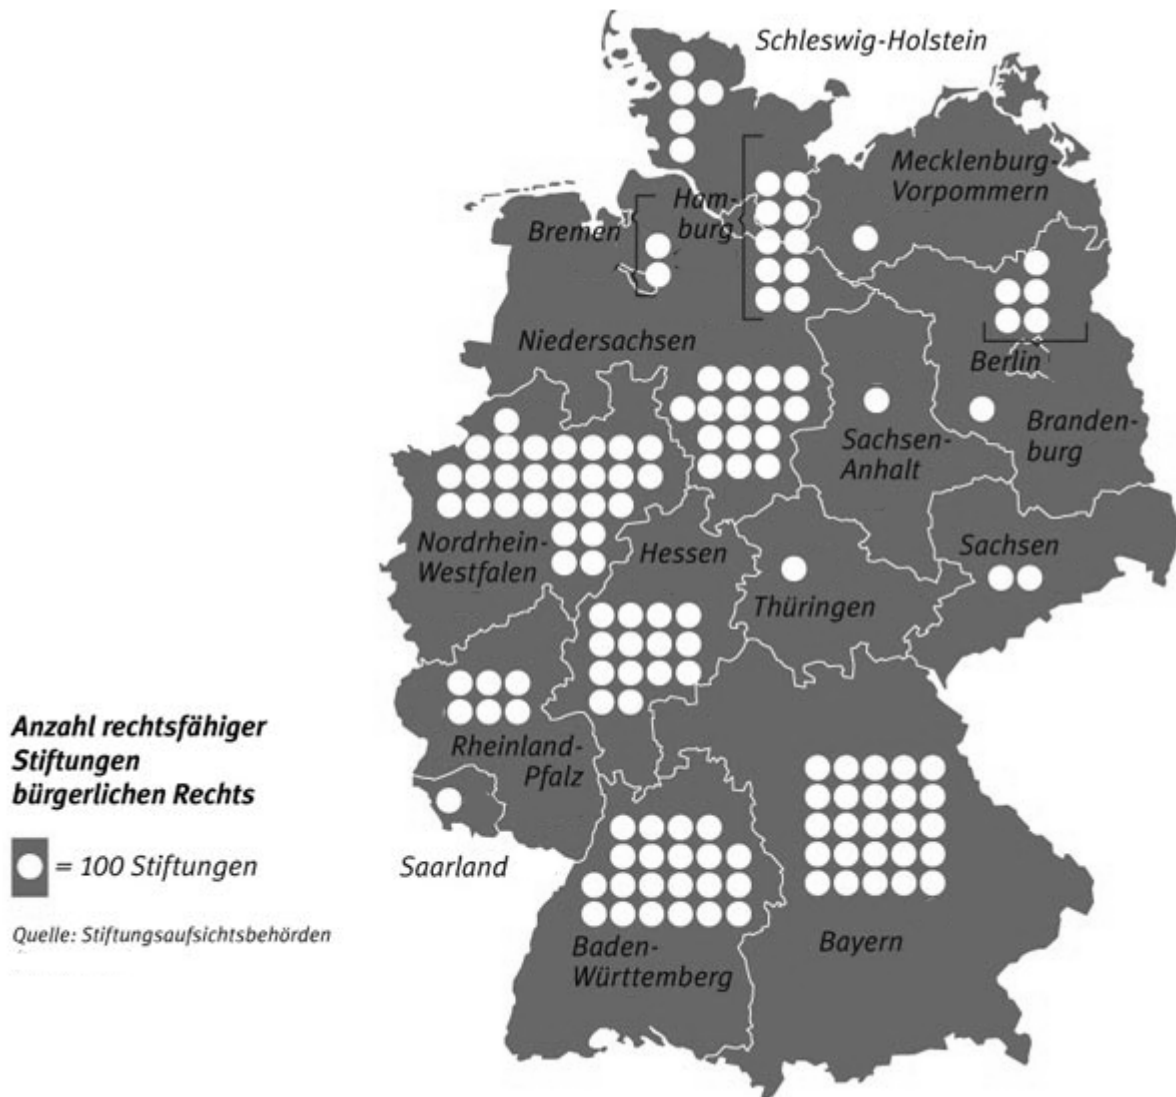 Schleswig-Holstein
Mecklenburg-
Vorpommern
Ham-
burg
Bremen
Niedersachsen
Berlin
Branden-
burg
Sachsen-
Anhalt
Nordrhein-
Westfalen
Hessen
Sachsen
Thüringen
Rheinland-
Pfalz
Saarland
Baden-
Württemberg
Bayern
Anzahl rechtsfähiger
Stiftungen
bürgerlichen Rechts
= 100 Stiftungen
Quelle: Stiftungsaufsichtsbehörden